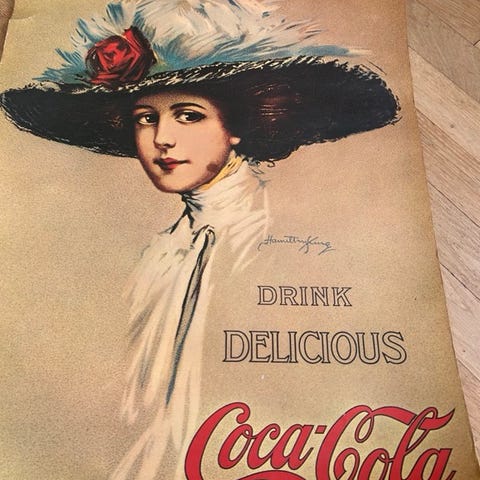 Hamilton King
DRINK
DELICIOUS
Coca-Cola